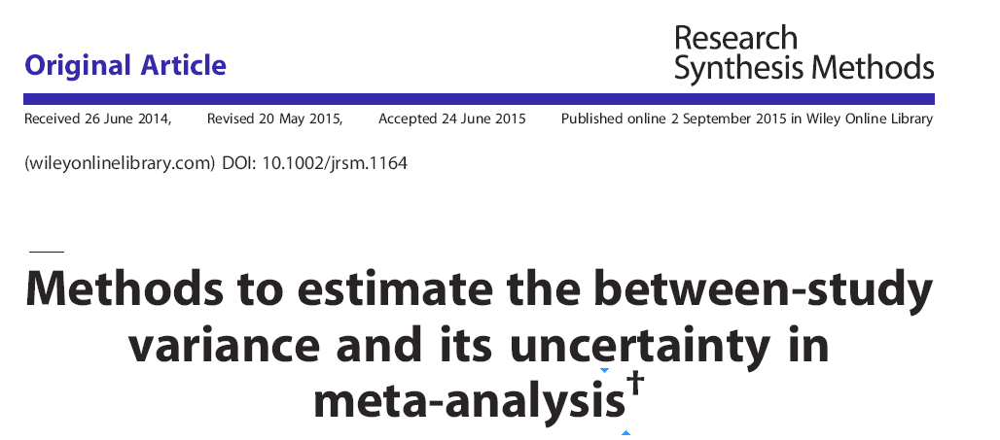 Original Article
Research
Synthesis Methods
Received 26 June 2014, Revised 20 May 2015, Accepted 24 June 2015 Published online 2 September 2015 in Wiley Online Library
(wileyonlinelibrary.com) DOI: 10.1002/jrsm.1164
Methods to estimate the between-study
variance and its uncertainty in
meta-analysis†